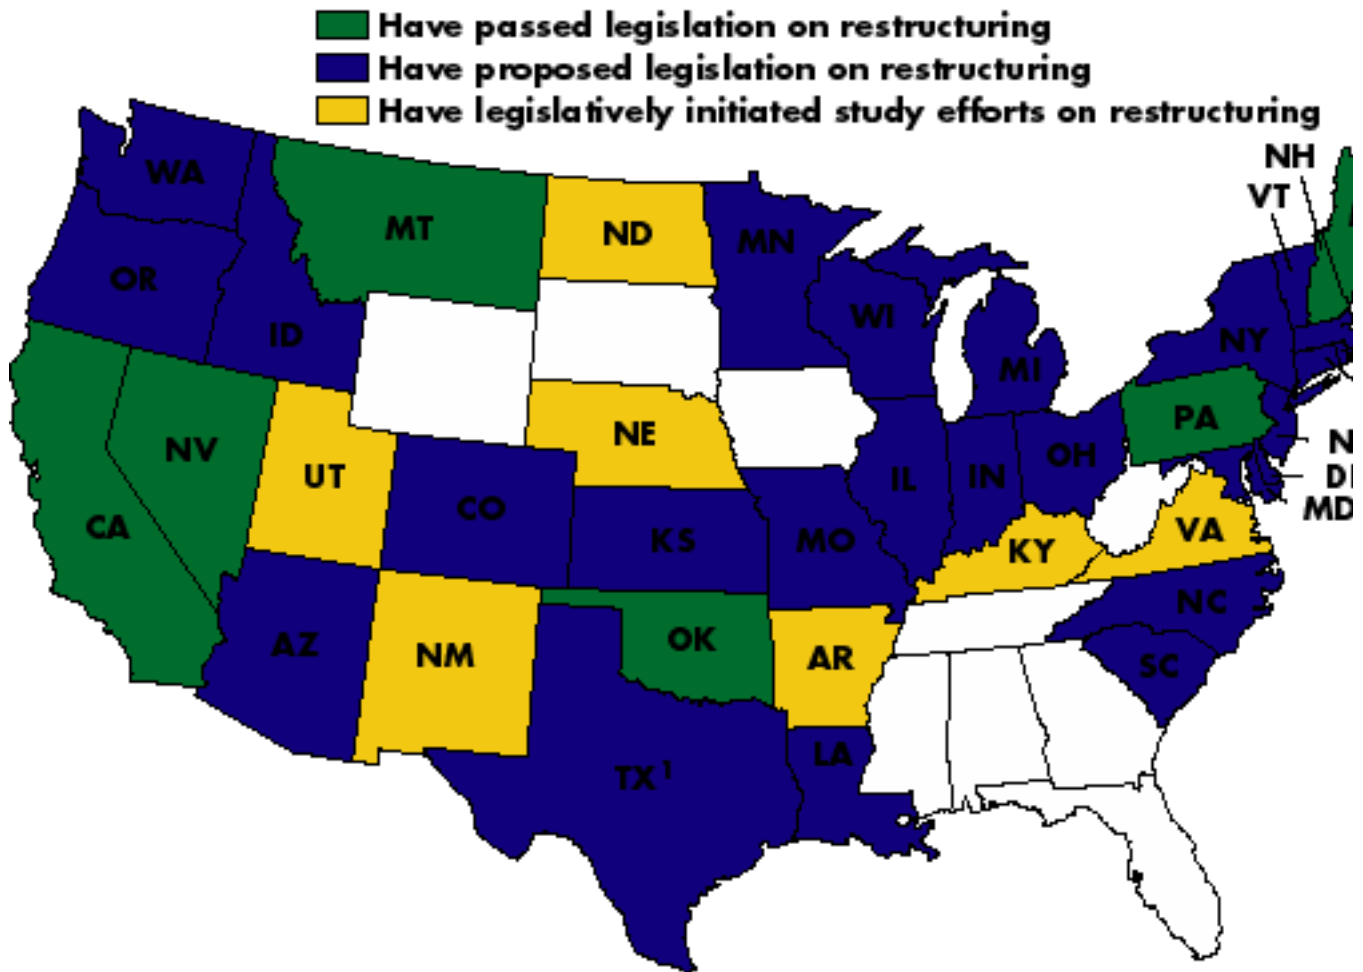 Have passed legislation on restructuring
Have proposed legislation on restructuring
Have legislatively initiated study efforts on restructuring
NH
VT
WA
MT
ND
MN
OR
ID
WI
NY
MI
PA
NV
UT
NE
CO
IL
IN
OH
N
D
MD
CA
KS
MO
KY
VA
AZ
NM
OK
AR
NC
SC
TX¹
LA